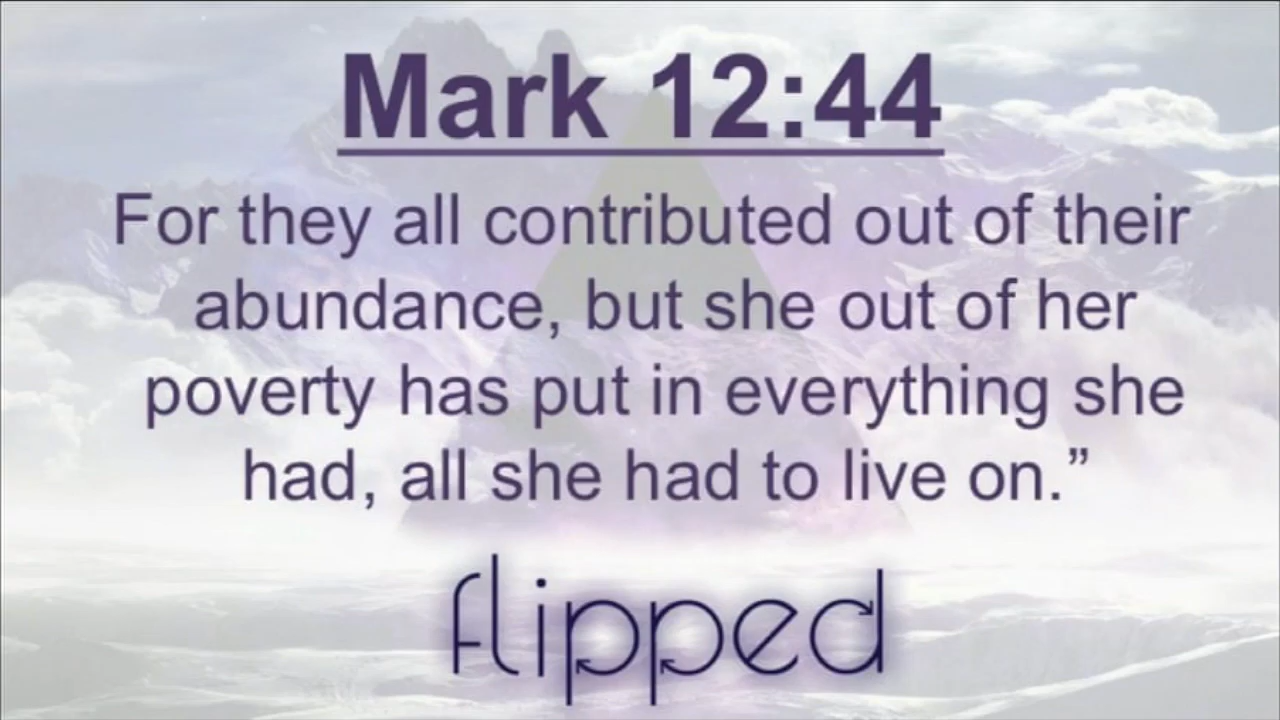 Mark 12:44
For they all contributed out of their
abundance, but she out of her
poverty has put in everything she
had, all she had to live on.”
flipped